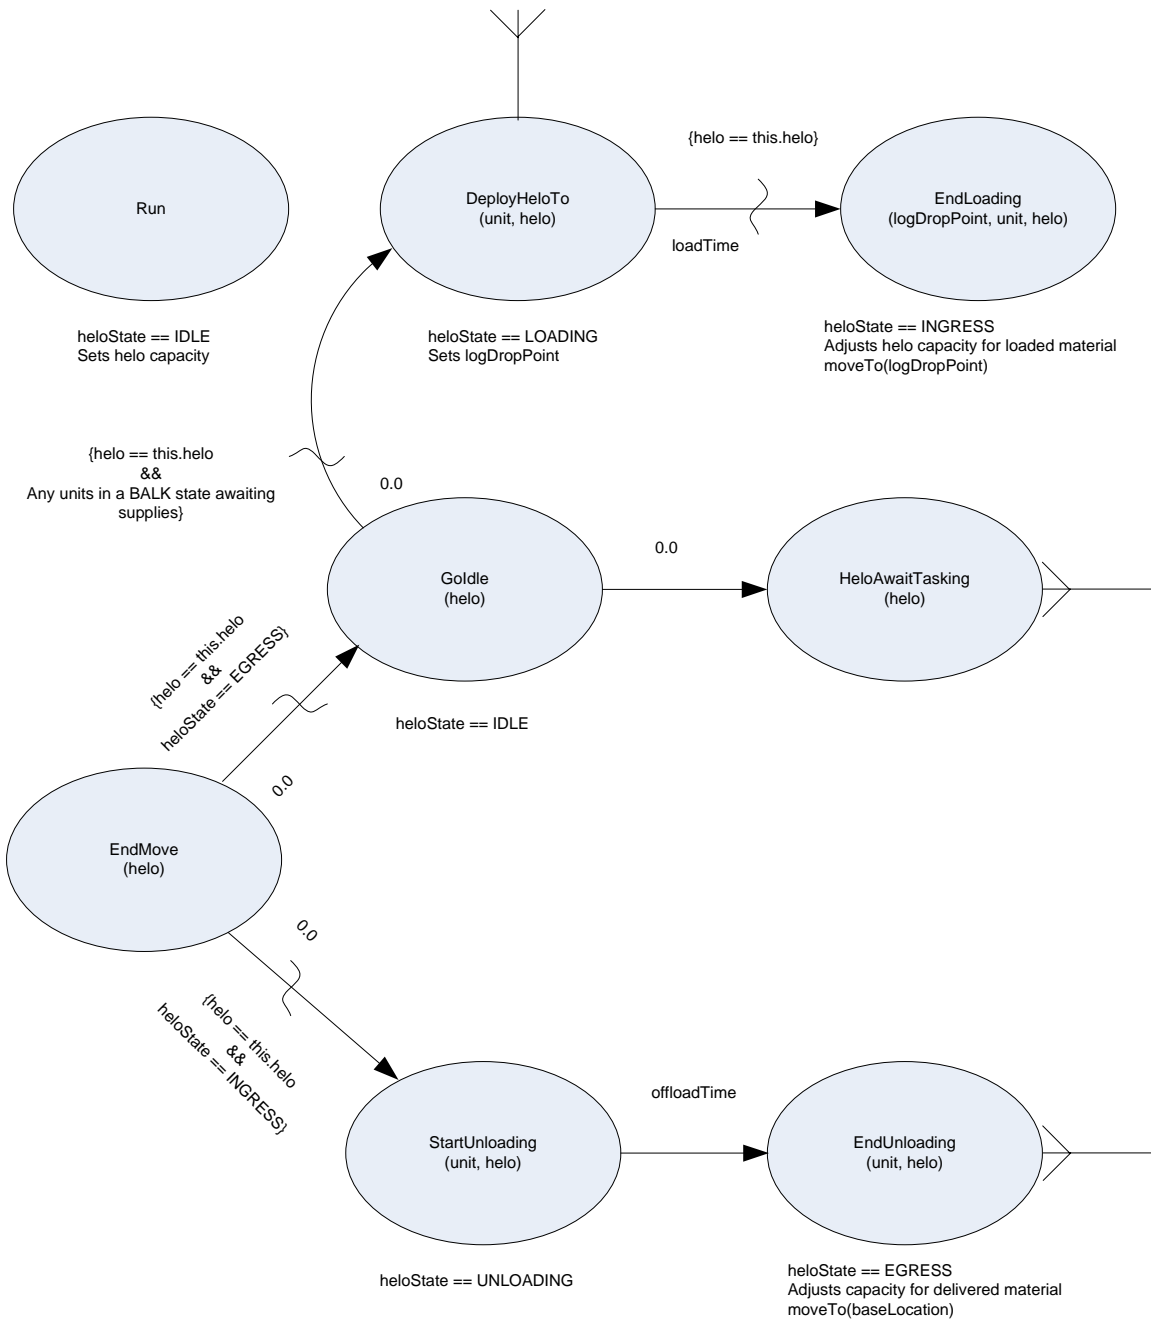 {helo == this.helo}
Run
DeployHeloTo
(unit, helo)
EndLoading
(logDropPoint, unit, helo)
loadTime
heloState == IDLE
Sets helo capacity
heloState == LOADING
Sets logDropPoint
heloState == INGRESS
Adjusts helo capacity for loaded material
moveTo(logDropPoint)
{helo == this.helo
&&
Any units in a BALK state awaiting
supplies}
0.0
0.0
GoIdle
(helo)
HeloAwaitTasking
(helo)
{helo == this.helo
&&
heloState == EGRESS}
heloState == IDLE
0.0
EndMove
(helo)
0.0
{helo == this.helo
&&
heloState == INGRESS}
offloadTime
StartUnloading
(unit, helo)
EndUnloading
(unit, helo)
heloState == UNLOADING
heloState == EGRESS
Adjusts capacity for delivered material
moveTo(baseLocation)